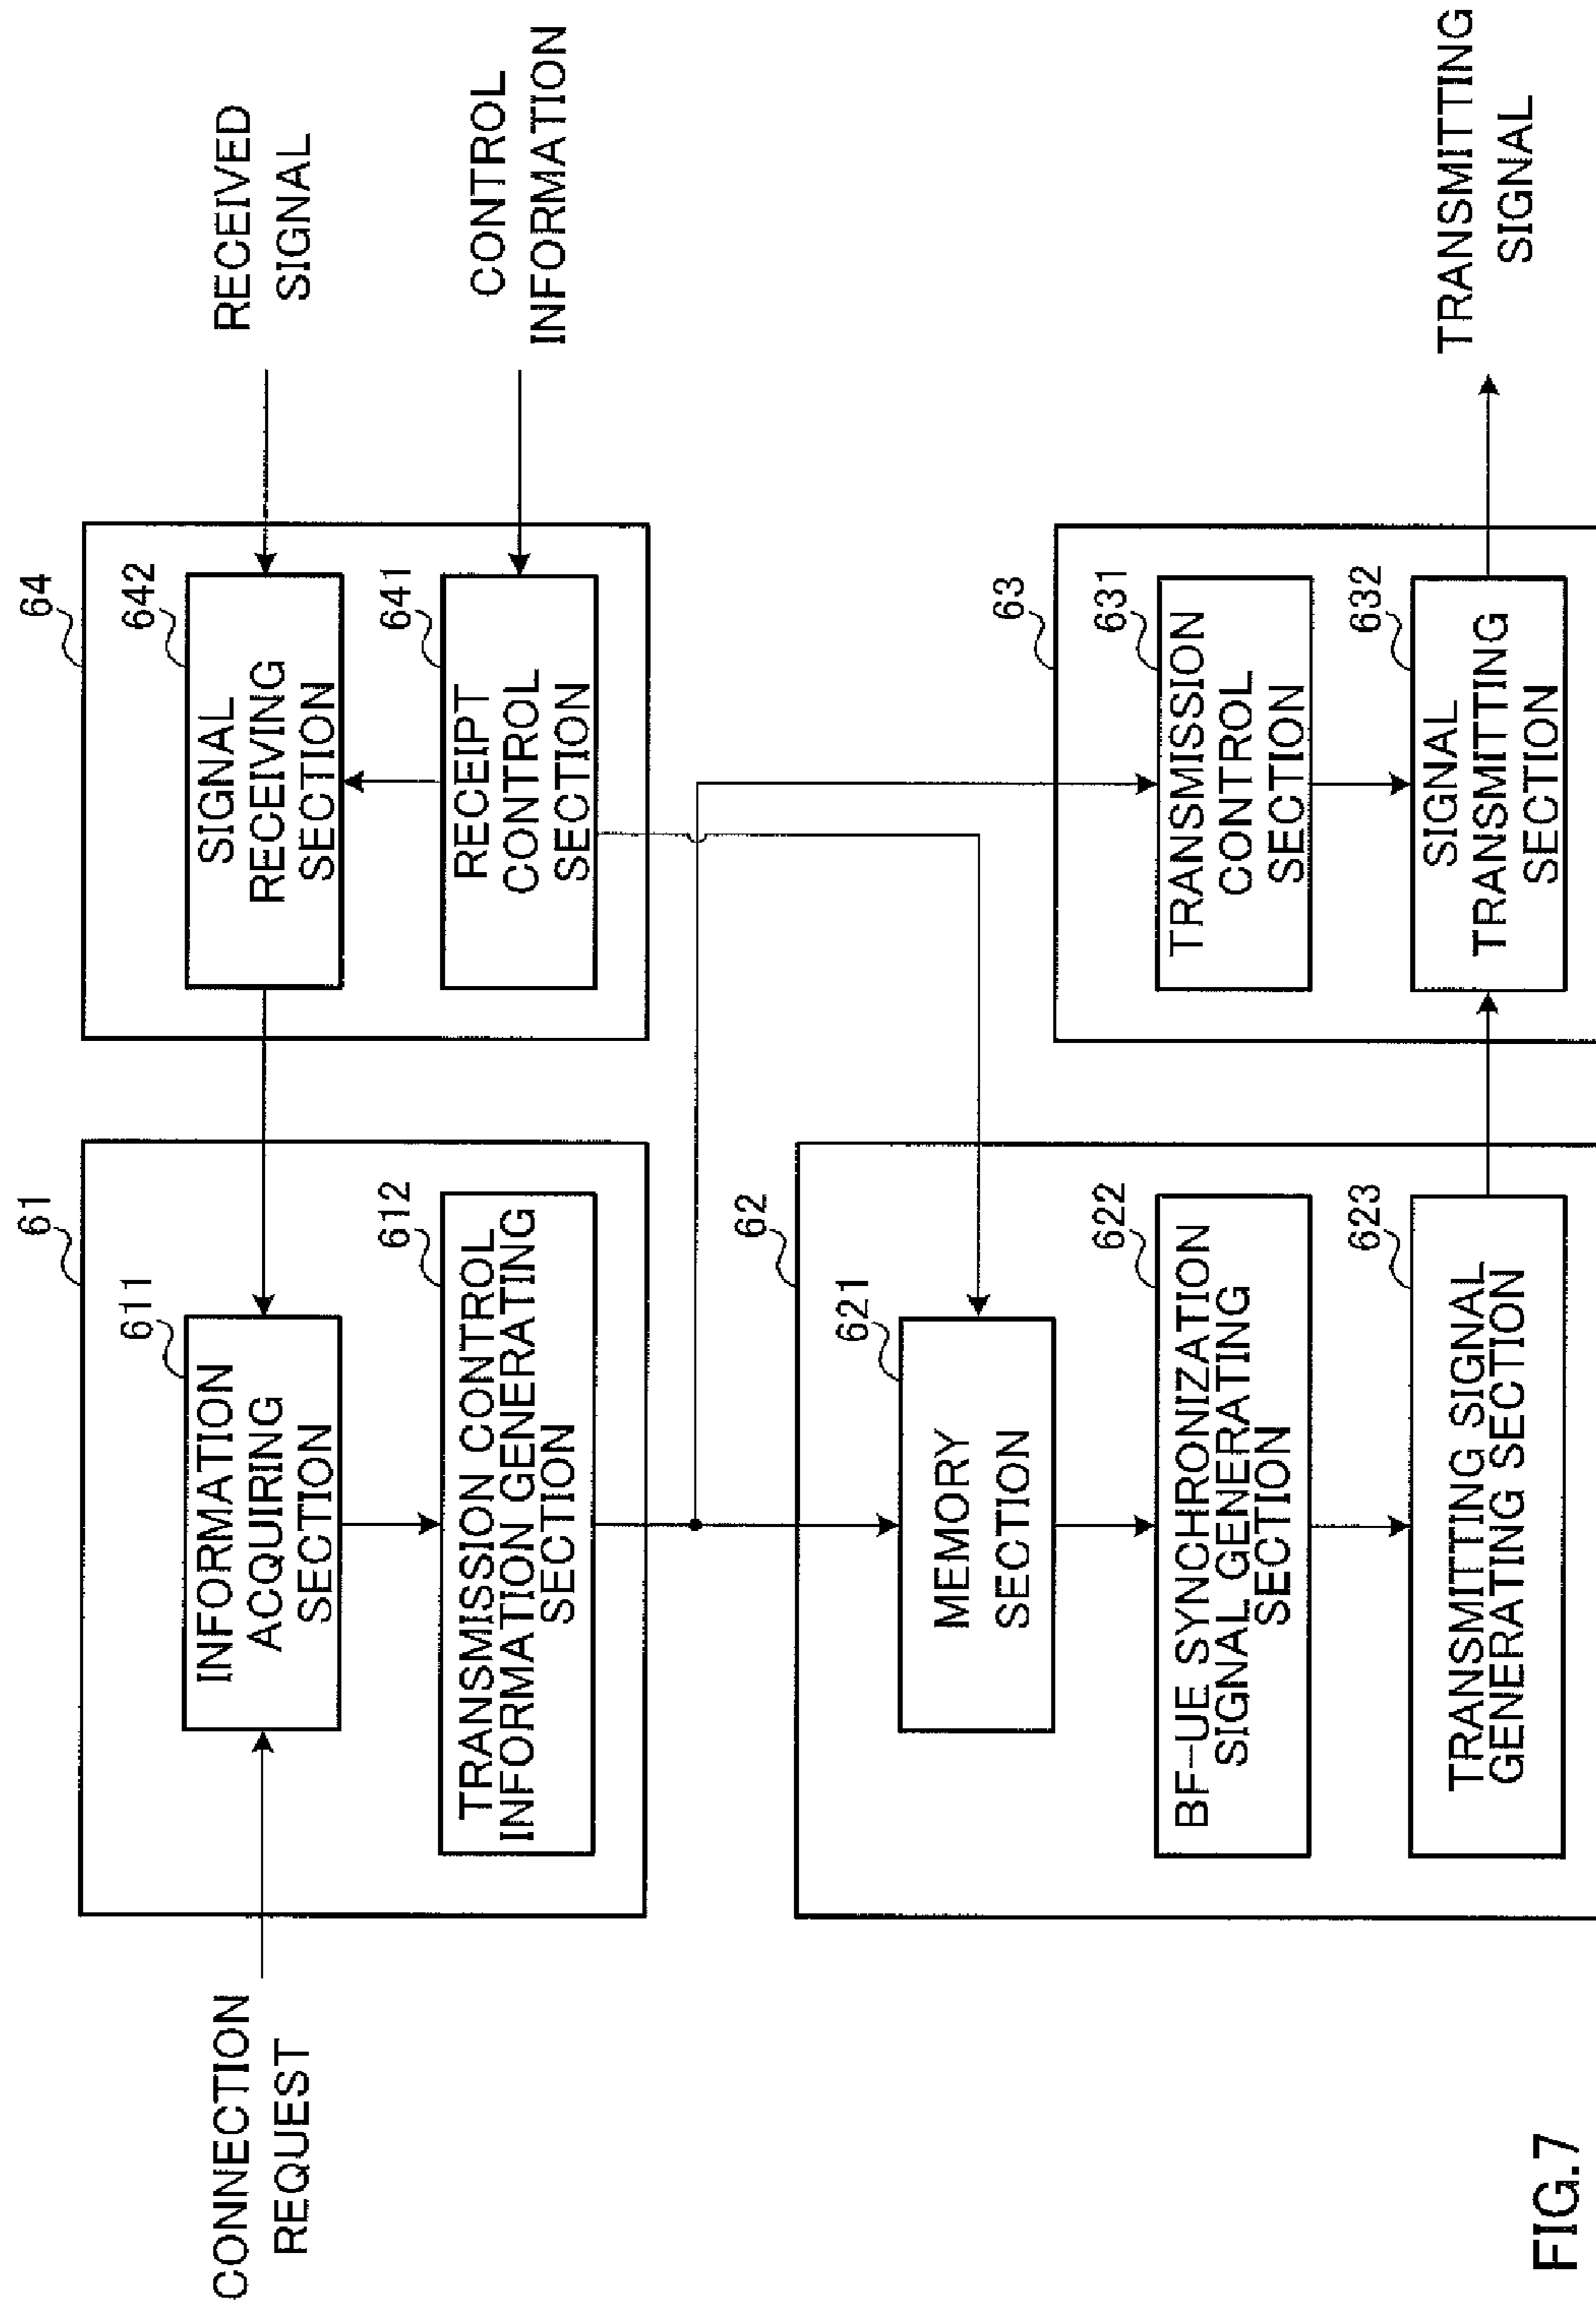 CONNECTION
REQUEST
61
611
INFORMATION
ACQUIRING
SECTION
612
TRANSMISSION CONTROL
INFORMATION GENERATING
SECTION
64
642
SIGNAL
RECEIVING
SECTION
641
RECEIPT
CONTROL
SECTION
RECEIVED
SIGNAL
CONTROL
INFORMATION
62
621
MEMORY
SECTION
622
BF-UE SYNCHRONIZATION
SIGNAL GENERATING
SECTION
623
TRANSMITTING SIGNAL
GENERATING SECTION
63
631
TRANSMISSION
CONTROL
SECTION
632
SIGNAL
TRANSMITTING
SECTION
TRANSMITTING
SIGNAL
FIG.7